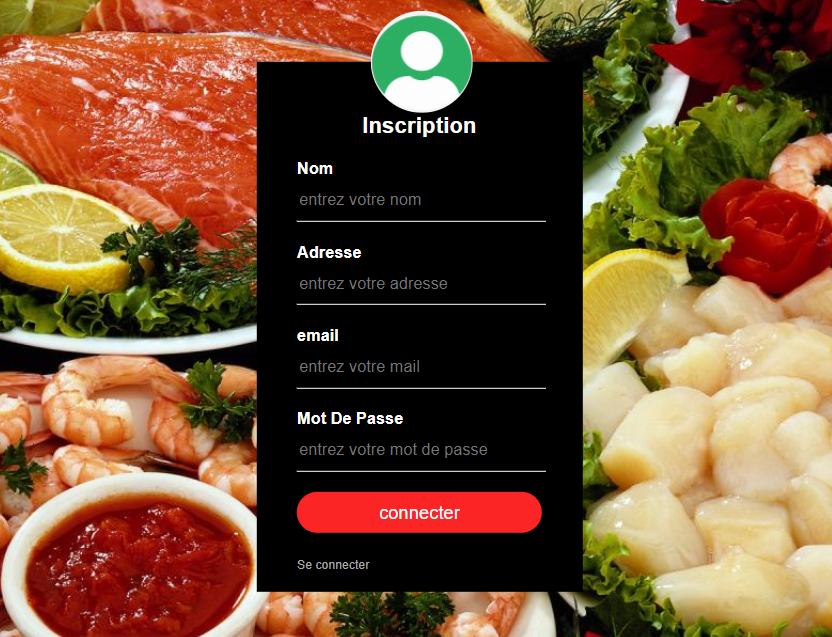 Inscription
Nom
entrez votre nom
Adresse
entrez votre adresse
email
entrez votre mail
Mot De Passe
entrez votre mot de passe
connecter
Se connecter